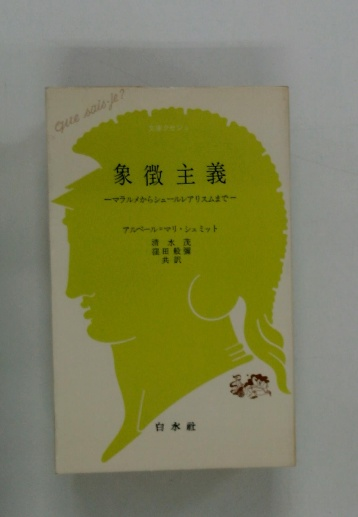 que sais-je?
文庫クセジュ
象徴主義
ーマラルメからシュールレアリスムまでー
アルベール=マリ・シュミット
清水茂
窪田般彌
共訳
白水社